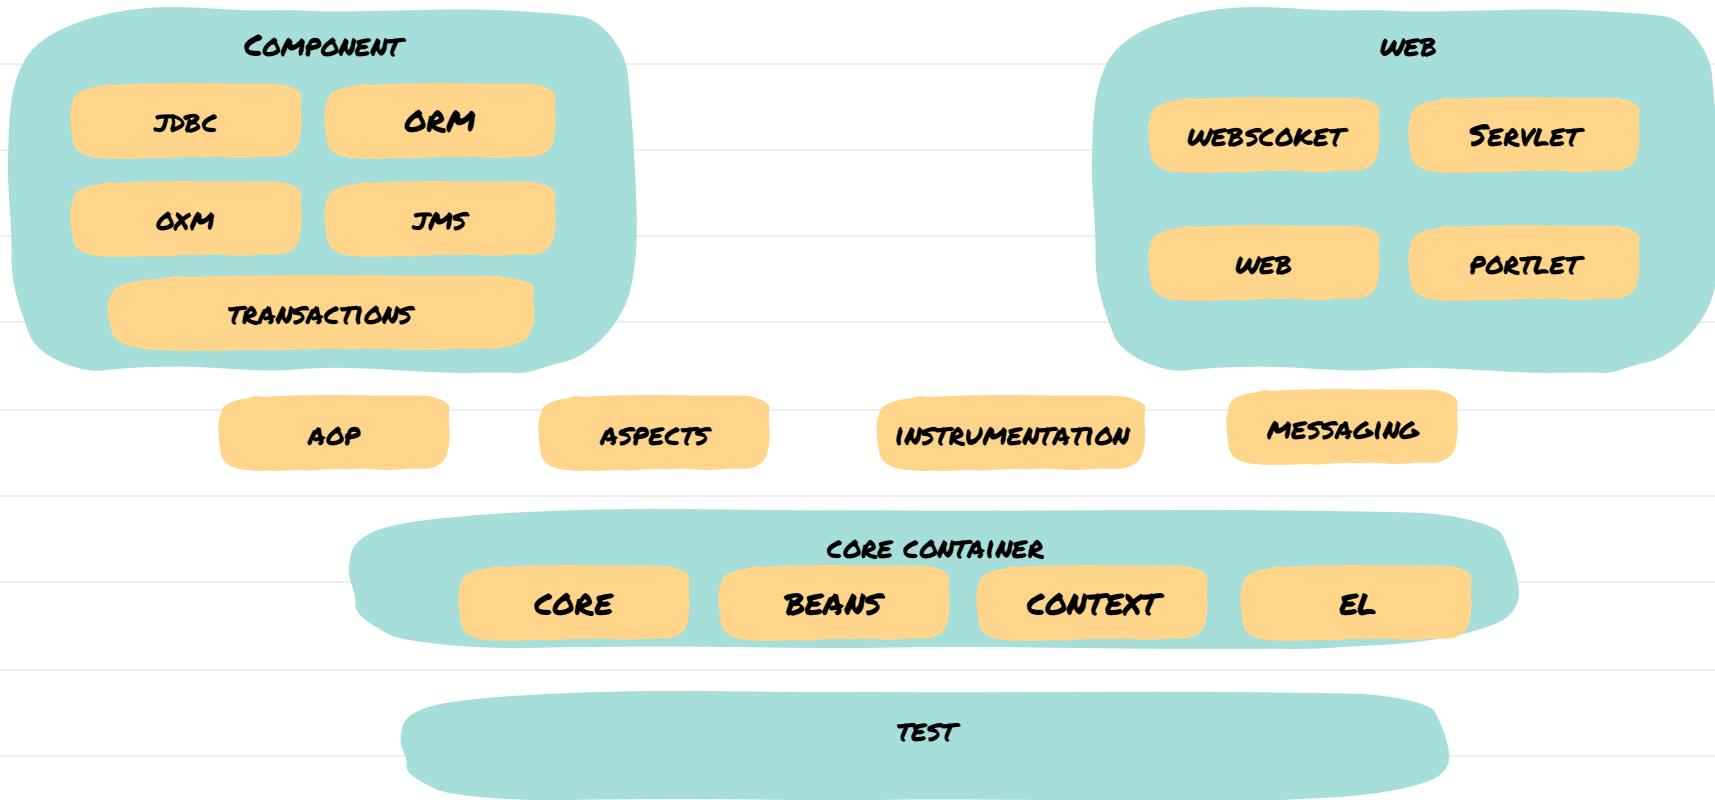 COMPONENT
WEB
JDBC
ORM
WEBSCOKET
SERVLET
OXM
JMS
WEB
PORTLET
TRANSACTIONS
AOP
ASPECTS
INSTRUMENTATION
MESSAGING
CORE CONTAINER
CORE
BEANS
CONTEXT
EL
TEST